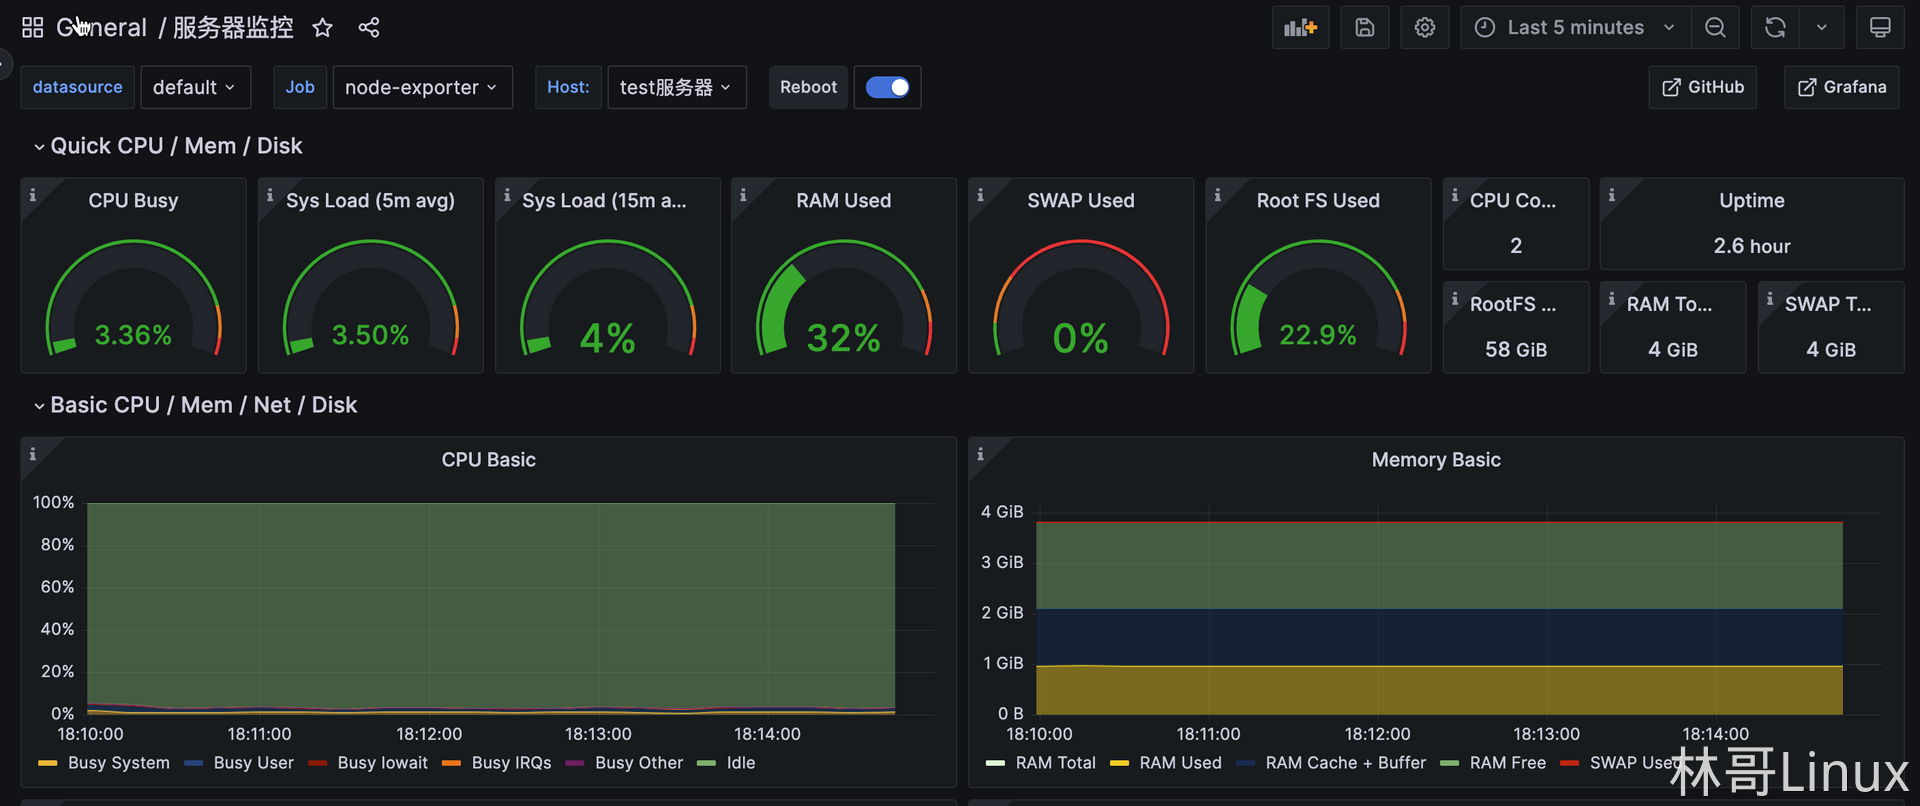 General / 服务器监控
Last 5 minutes
datasource default Job node-exporter Host: test服务器 Reboot GitHub Grafana
Quick CPU / Mem / Disk
CPU Busy
3.36%
Sys Load (5m avg)
3.50%
Sys Load (15m a...
4%
RAM Used
32%
SWAP Used
0%
Root FS Used
22.9%
CPU Co...
2
Uptime
2.6 hour
RootFS ...
58 GiB
RAM To...
4 GiB
SWAP T...
4 GiB
Basic CPU / Mem / Net / Disk
CPU Basic
100%
80%
60%
40%
20%
0%
18:10:00 18:11:00 18:12:00 18:13:00 18:14:00
Busy System Busy User Busy Iowait Busy IRQs Busy Other Idle
Memory Basic
4 GiB
3 GiB
2 GiB
1 GiB
0 B
18:10:00 18:11:00 18:12:00 18:13:00 18:14:00
RAM Total RAM Used RAM Cache + Buffer RAM Free SWAP Used
林哥Linux